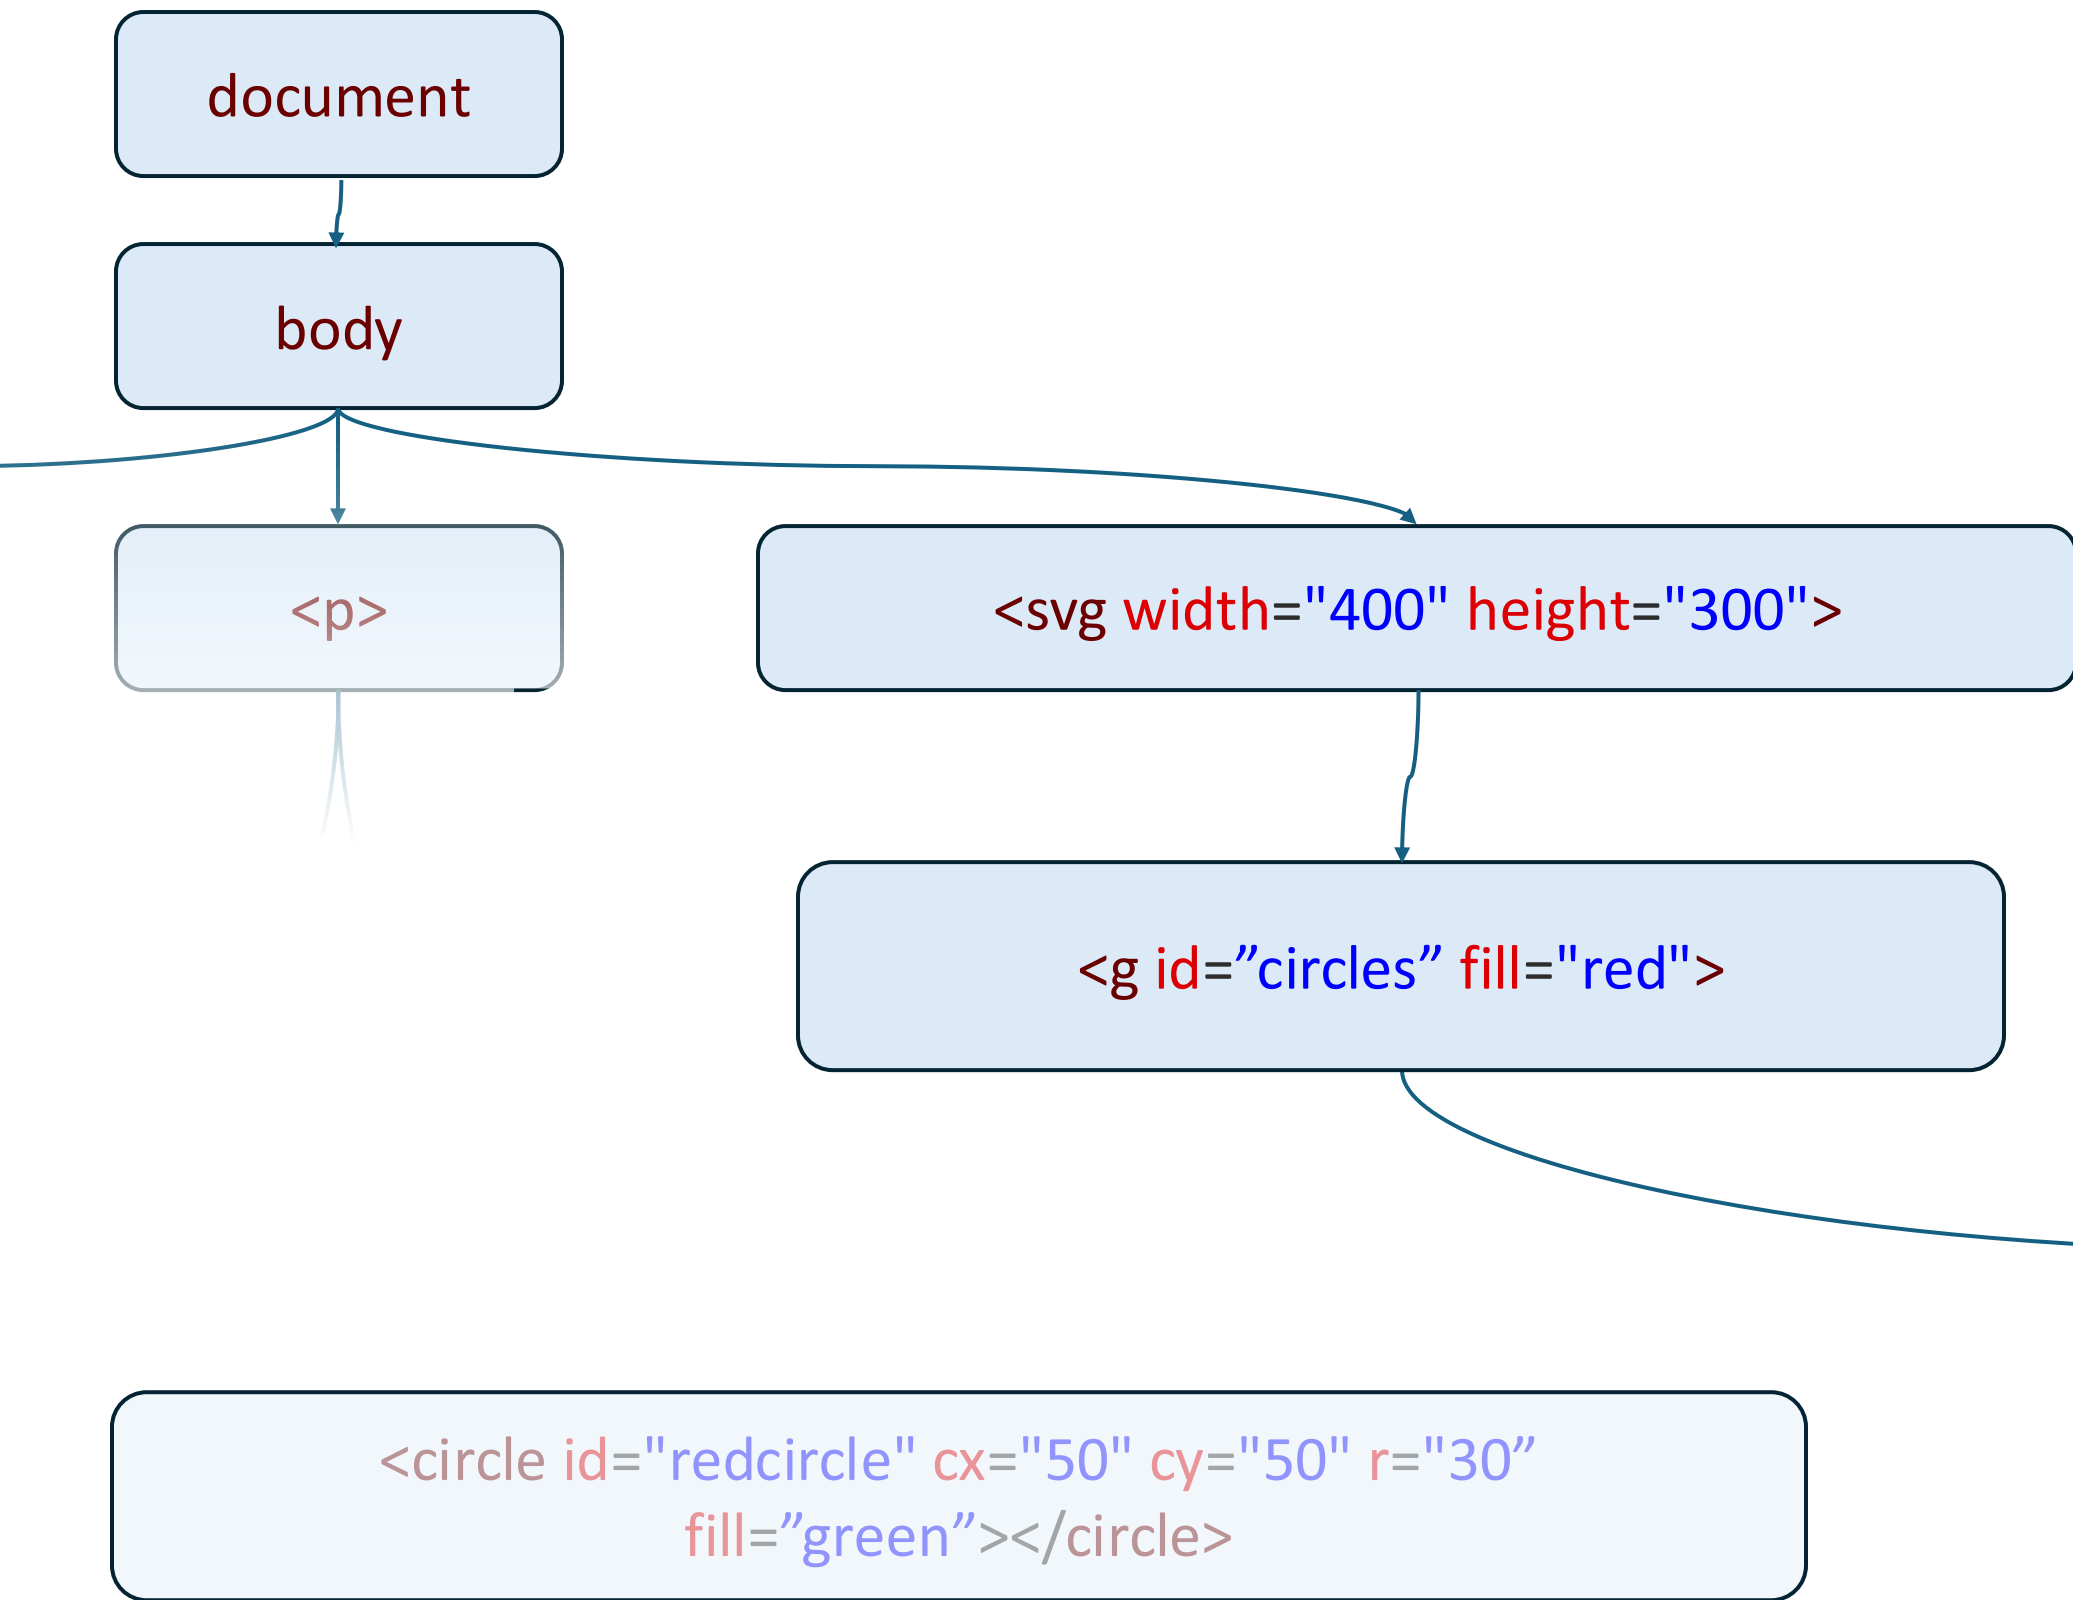 document
body
<p>
<svg width="400" height="300">
<g id=”circles” fill="red">
<circle id="redcircle" cx="50" cy="50" r="30”
fill=”green”></circle>